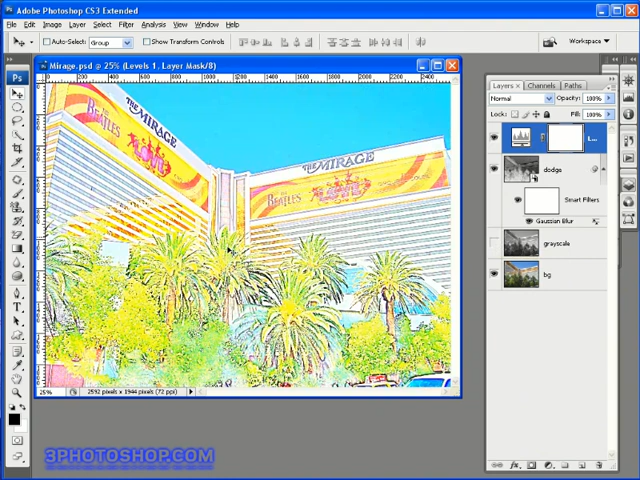 Adobe Photoshop CS3 Extended
File Edit Image Layer Select Filter Analysis View Window Help
Auto-Select: Group Show Transform Controls Workspace
Mirage.psd @ 25% (Levels 1, Layer Mask/8)
THE MIRAGE
THE BEATLES
LOVE
THE MIRAGE
THE BEATLES
LOVE
25% 2592 pixels x 1944 pixels (72 ppi)
Ps
Layers Channels Paths
Normal Opacity: 100%
Lock: Fill: 100%
L...
dodge
Smart Filters
Gaussian Blur
grayscale
bg
3PHOTOSHOP.COM